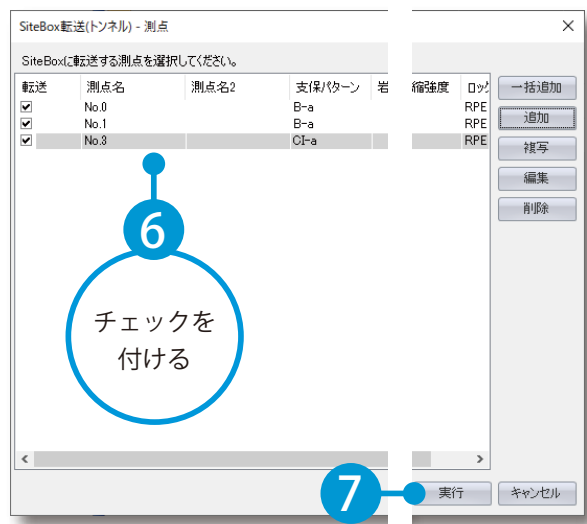 SiteBox転送(トンネル) - 測点
SiteBoxに転送する測点を選択してください。
転送 測点名 測点名2 支保パターン 岩 縮強度 ロック
No.0 B-a RPE
No.1 B-a RPE
No.3 CI-a RPE
一括追加
追加
複写
編集
削除
6
チェックを
付ける
7
実行 キャンセル